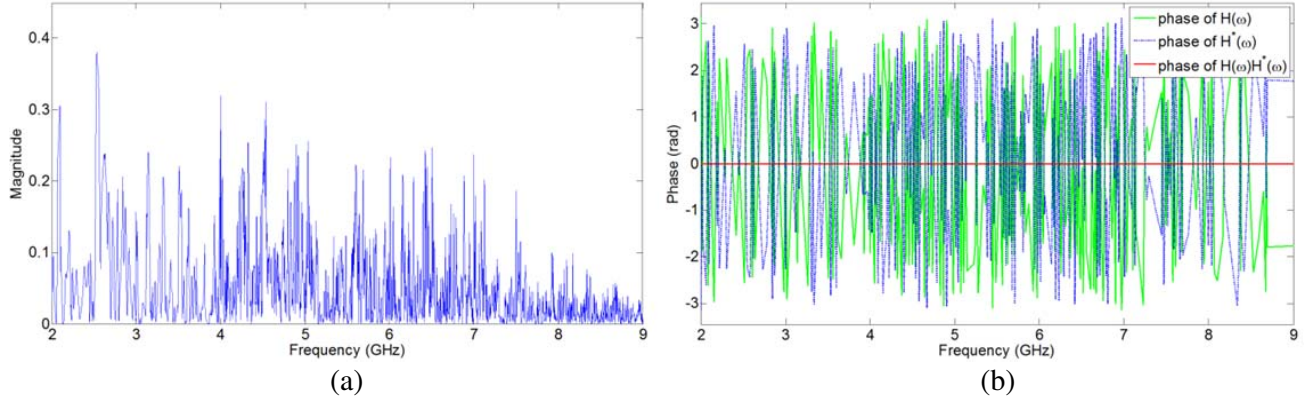 0.4
0.3
0.2
0.1
0
Magnitude
2 3 4 5 6 7 8 9
Frequency (GHz)
(a)
3
2
1
0
-1
-2
-3
Phase (rad)
phase of H(ω)
phase of H*(ω)
phase of H(ω)H*(ω)
2 3 4 5 6 7 8 9
Frequency (GHz)
(b)